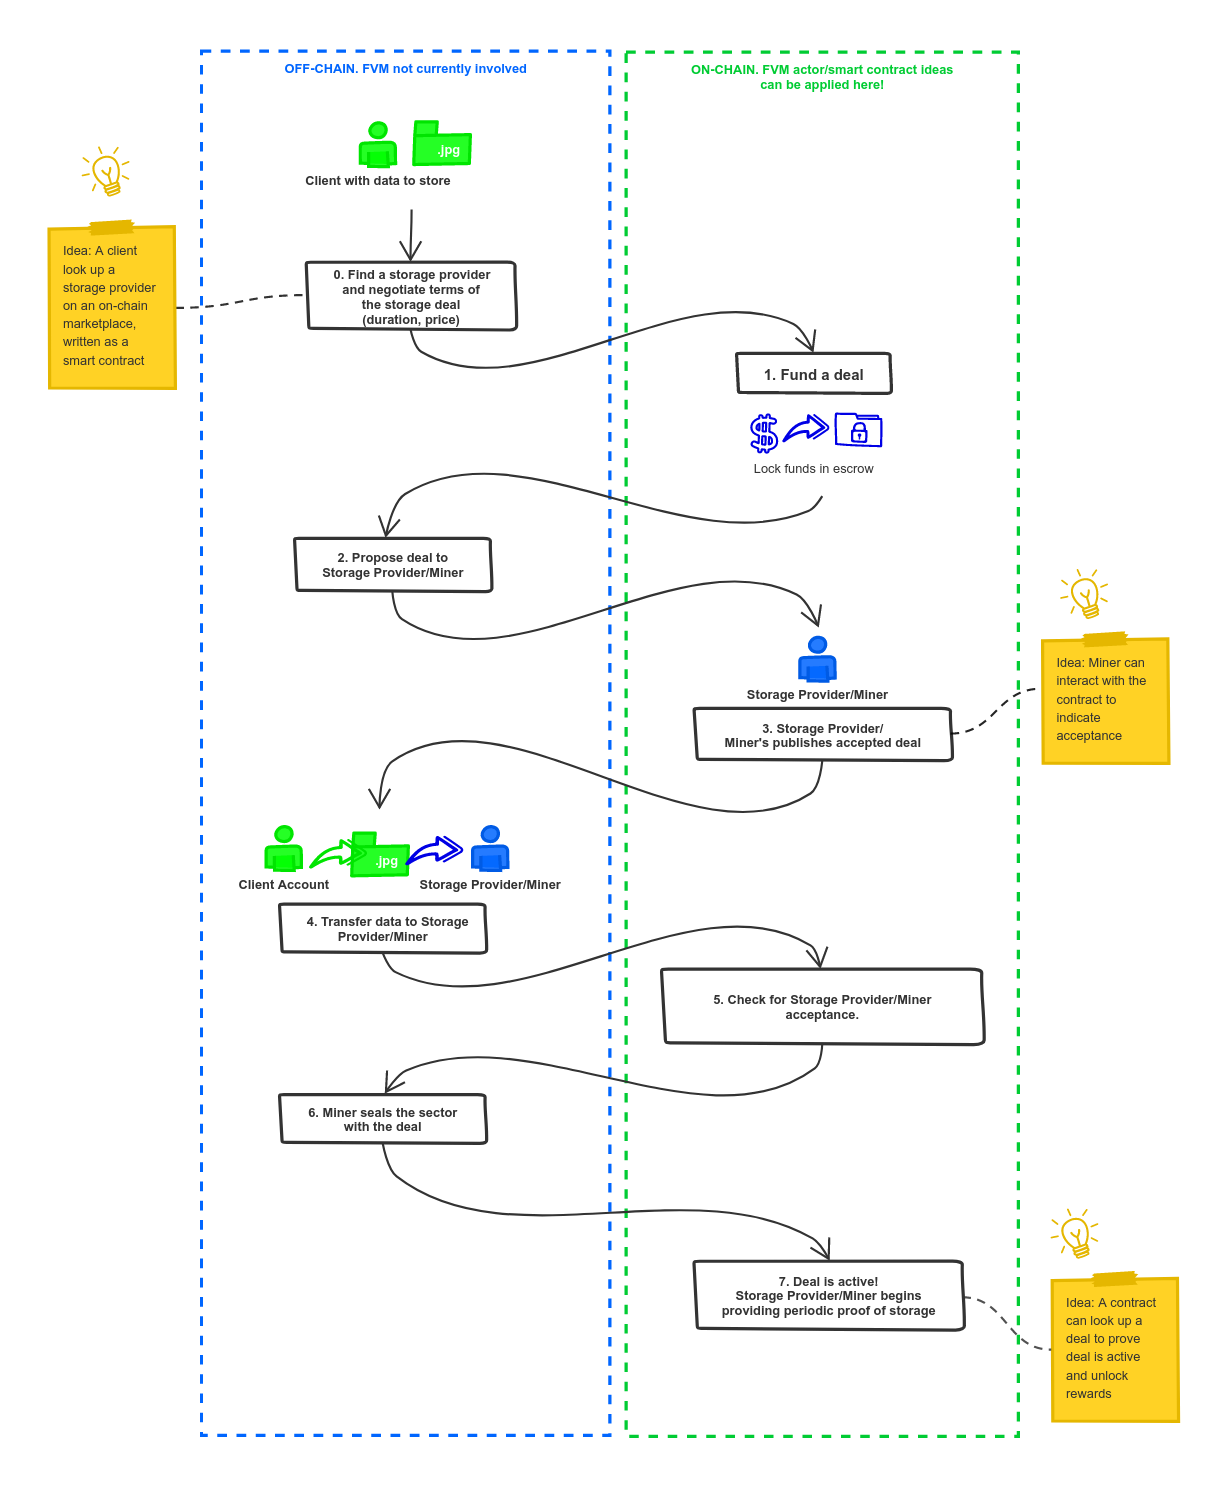 OFF-CHAIN. FVM not currently involved
ON-CHAIN. FVM actor/smart contract ideas
can be applied here!
.jpg
Client with data to store
Idea: A client
look up a
storage provider
on an on-chain
marketplace,
written as a
smart contract
0. Find a storage provider
and negotiate terms of
the storage deal
(duration, price)
1. Fund a deal
$
Lock funds in escrow
2. Propose deal to
Storage Provider/Miner
Storage Provider/Miner
3. Storage Provider/
Miner's publishes accepted deal
Idea: Miner can
interact with the
contract to
indicate
acceptance
.jpg
Client Account
Storage Provider/Miner
4. Transfer data to Storage
Provider/Miner
5. Check for Storage Provider/Miner
acceptance.
6. Miner seals the sector
with the deal
7. Deal is active!
Storage Provider/Miner begins
providing periodic proof of storage
Idea: A contract
can look up a
deal to prove
deal is active
and unlock
rewards